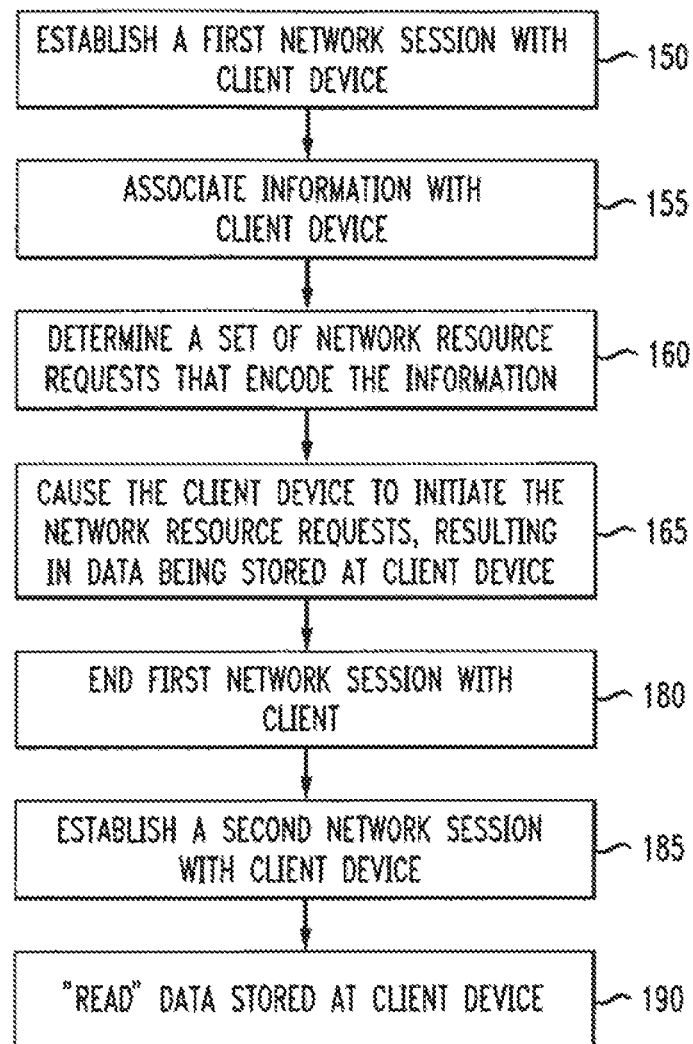 ESTABLISH A FIRST NETWORK SESSION WITH
CLIENT DEVICE
150
ASSOCIATE INFORMATION WITH
CLIENT DEVICE
155
DETERMINE A SET OF NETWORK RESOURCE
REQUESTS THAT ENCODE THE INFORMATION
160
CAUSE THE CLIENT DEVICE TO INITIATE THE
NETWORK RESOURCE REQUESTS, RESULTING
IN DATA BEING STORED AT CLIENT DEVICE
165
END FIRST NETWORK SESSION WITH
CLIENT
180
ESTABLISH A SECOND NETWORK SESSION
WITH CLIENT DEVICE
185
"READ" DATA STORED AT CLIENT DEVICE
190